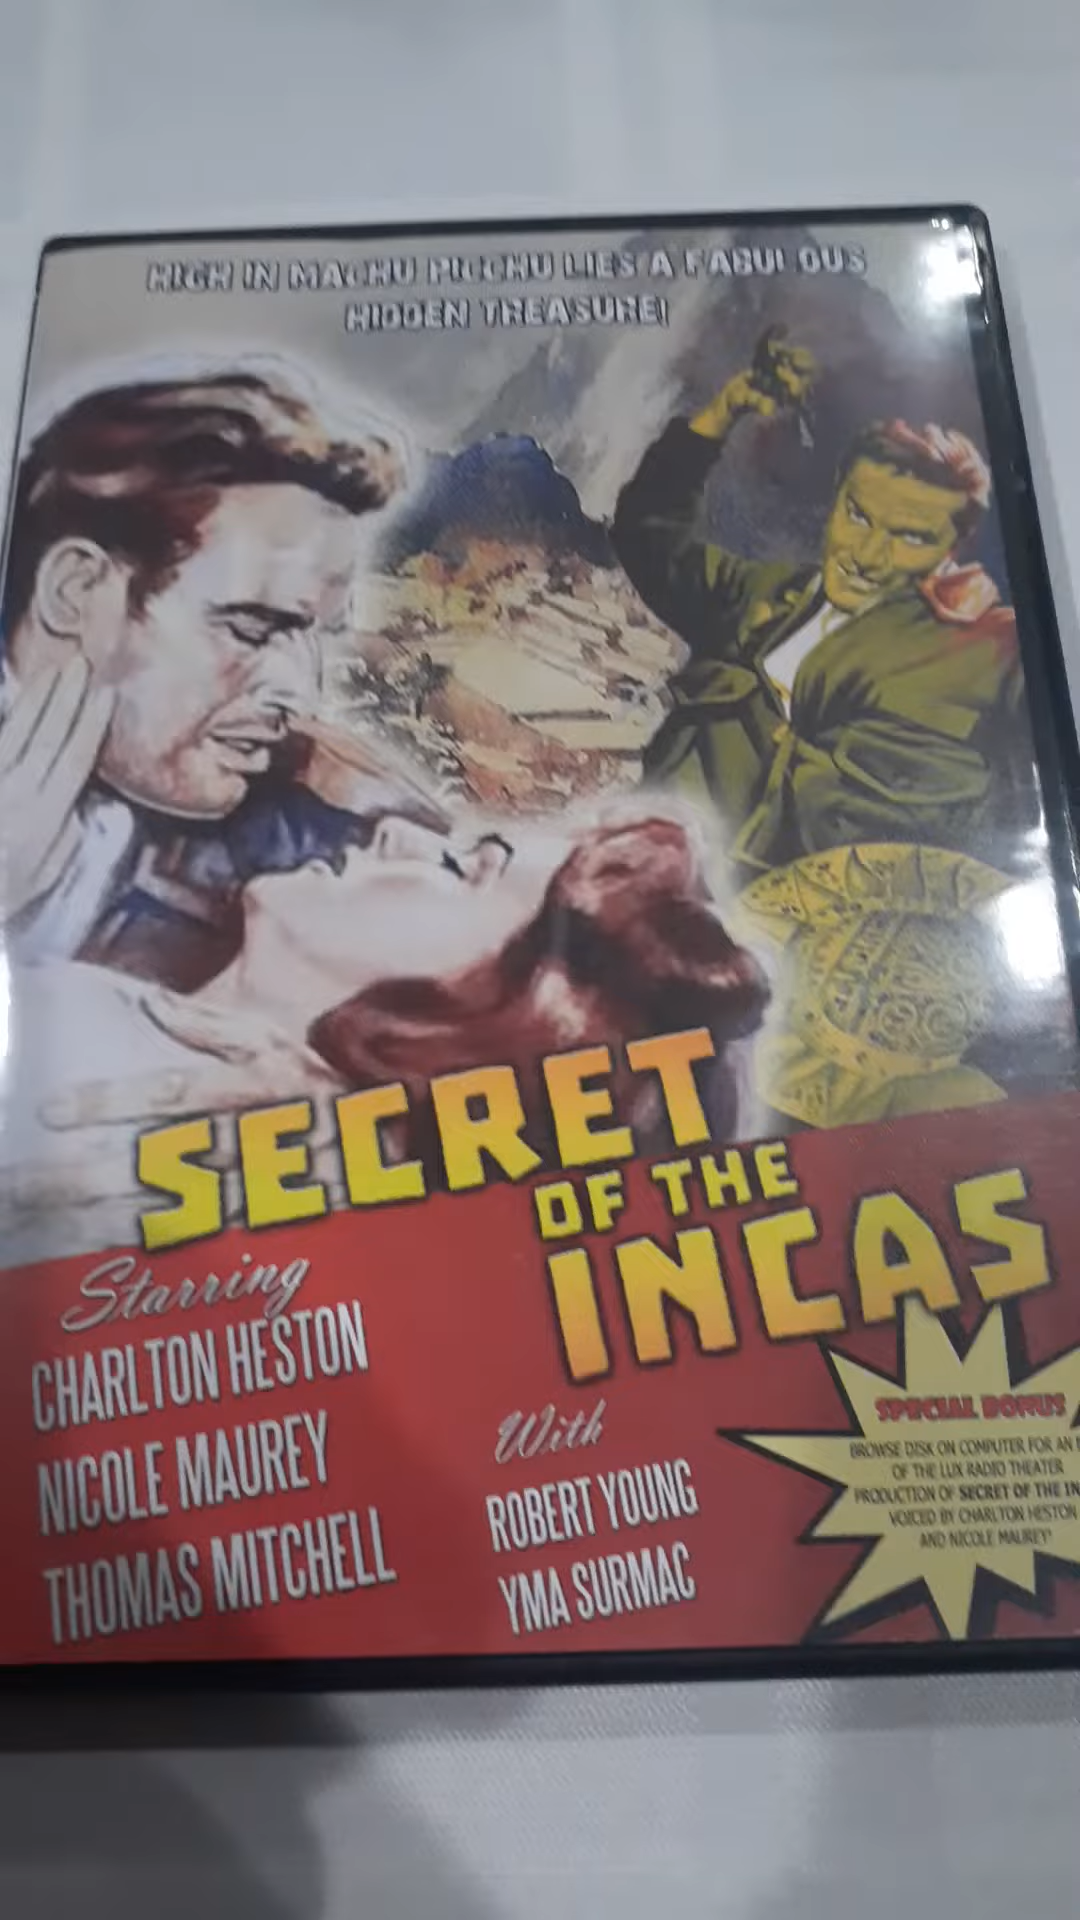 HIGH IN MACHU PICCHU LIES A FABULOUS
HIDDEN TREASURE!
SECRET
OF THE
INCAS
Starring
CHARLTON HESTON
NICOLE MAUREY
THOMAS MITCHELL
With
ROBERT YOUNG
YMA SURMAC
SPECIAL BONUS
BROWSE DISK ON COMPUTER FOR AN
OF THE LUX RADIO THEATER
PRODUCTION OF SECRET OF THE IN
VOICED BY CHARLTON HESTON
AND NICOLE MAUREY!